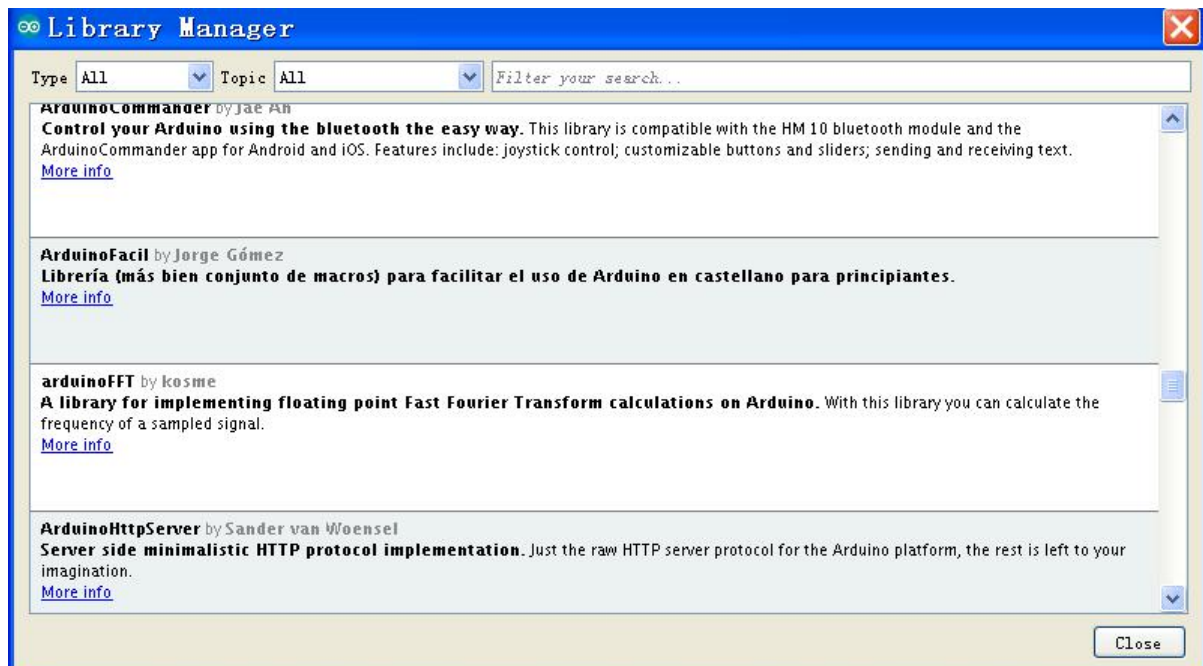 Library Manager
Type All Topic All Filter your search...
ArduinoCommander by Jae An
Control your Arduino using the bluetooth the easy way. This library is compatible with the HM 10 bluetooth module and the
ArduinoCommander app for Android and iOS. Features include: joystick control; customizable buttons and sliders; sending and receiving text.
More info
ArduinoFacil by Jorge Gómez
Librería (más bien conjunto de macros) para facilitar el uso de Arduino en castellano para principiantes.
More info
arduinoFFT by kosme
A library for implementing floating point Fast Fourier Transform calculations on Arduino. With this library you can calculate the
frequency of a sampled signal.
More info
ArduinoHttpServer by Sander van Woensel
Server side minimalistic HTTP protocol implementation. Just the raw HTTP server protocol for the Arduino platform, the rest is left to your
imagination.
More info
Close